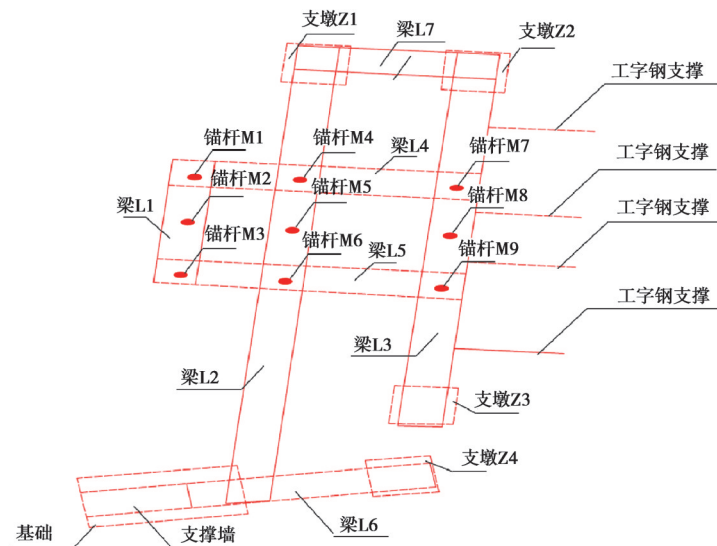 支墩Z1
梁L7
支墩Z2
工字钢支撑
锚杆M1
锚杆M4
梁L4
锚杆M7
工字钢支撑
锚杆M2
锚杆M5
锚杆M8
工字钢支撑
梁L1
锚杆M3
锚杆M6
梁L5
锚杆M9
工字钢支撑
梁L2
梁L3
支墩Z3
支墩Z4
基础
支撑墙
梁L6